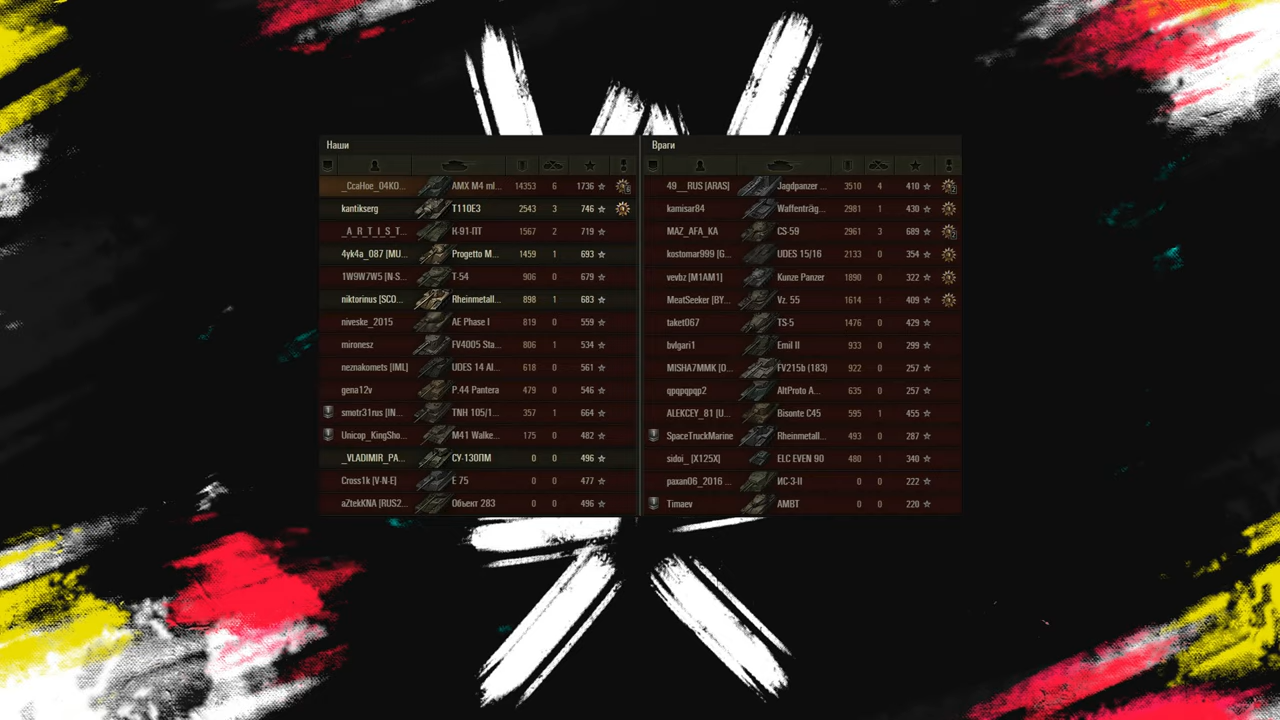 Наши
_CcaHoe_04KO... AMX M4 ml... 14353 6 1736
kantikserg T110E3 2543 3 746
_A_R_T_I_S_T... К-91-ПТ 1567 2 719
4yk4a_087 [MU... Progetto M... 1459 1 693
1W9W7W5 [N-S... Т-54 906 0 679
niktorinus [SCO... Rheinmetall... 898 1 683
niveske_2015 AE Phase I 819 0 559
mironesz FV4005 Sta... 806 1 534
neznakomets [IML] UDES 14 Al... 618 0 561
gena12v P.44 Pantera 479 0 546
smotr31rus [IN... TNH 105/1... 357 1 664
Unicop_KingSho... M41 Walke... 175 0 482
_VLADIMIR_PA... СУ-130ПМ 0 0 496
Cross1k [V-N-E] E 75 0 0 477
aZtekKNA [RUS2... Объект 283 0 0 496
Враги
49__RUS [ARAS] Jagdpanzer ... 3510 4 410
kamisar84 Waffenträg... 2981 1 430
MAZ_AFA_KA CS-59 2961 3 689
kostomar999 [G... UDES 15/16 2133 0 354
vevbz [M1AM1] Kunze Panzer 1890 0 322
MeatSeeker [BY... Vz. 55 1614 1 409
taket067 TS-5 1476 0 429
bvlgari1 Emil II 933 0 299
MISHA7MMK [O... FV215b (183) 922 0 257
qpqpqpqp2 AltProto A... 635 0 257
ALEKCEY_81 [U... Bisonte C45 595 1 455
SpaceTruckMarine Rheinmetall... 493 0 287
sidoi_ [X125X] ELC EVEN 90 480 1 340
paxan06_2016 ... ИС-3-II 0 0 222
Timaev AMBT 0 0 220